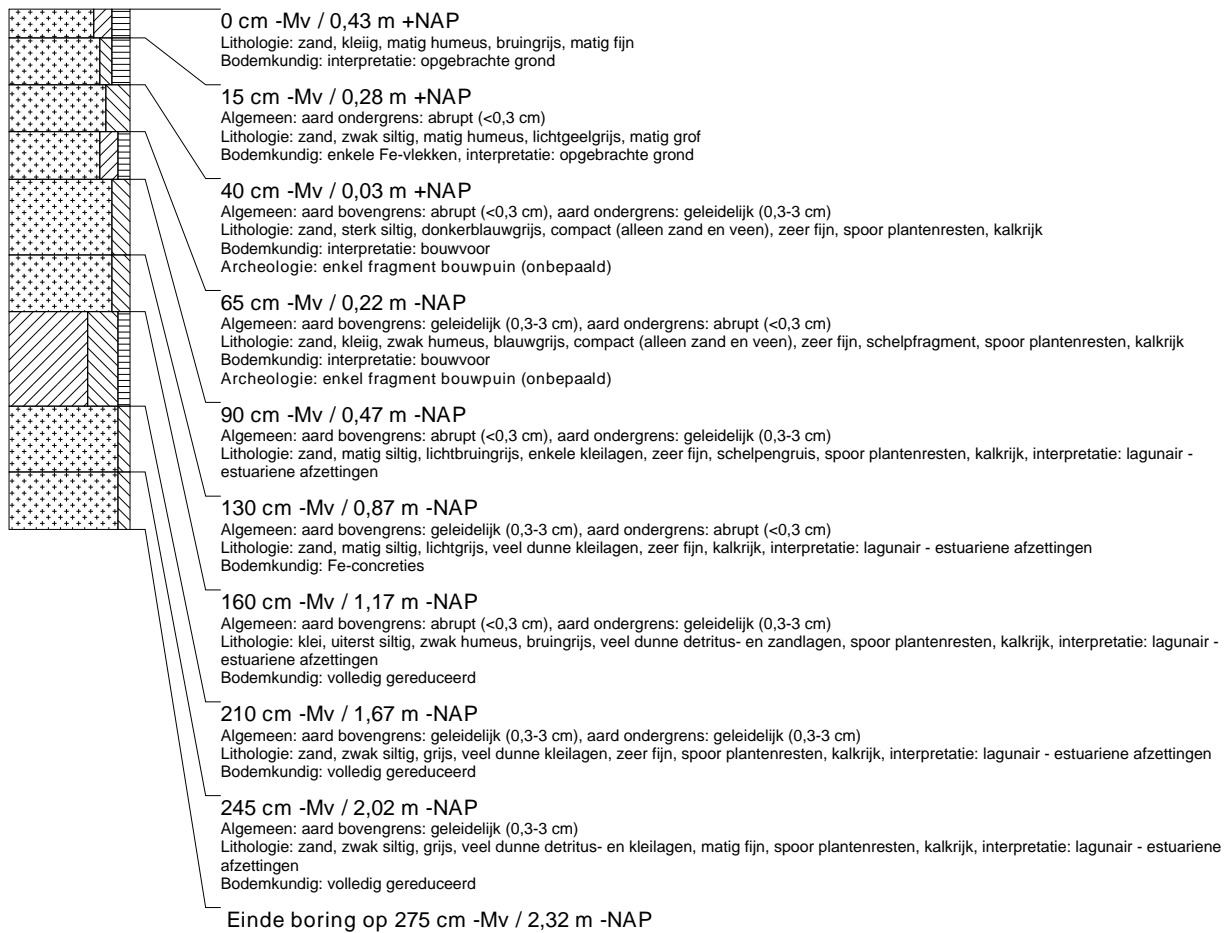 0 cm -Mv / 0,43 m +NAP
Lithologie: zand, kleiig, matig humeus, bruingrijs, matig fijn
Bodemkundig: interpretatie: opgebrachte grond
15 cm -Mv / 0,28 m +NAP
Algemeen: aard ondergrens: abrupt (<0,3 cm)
Lithologie: zand, zwak siltig, matig humeus, lichtgeelgrijs, matig grof
Bodemkundig: enkele Fe-vlekken, interpretatie: opgebrachte grond
40 cm -Mv / 0,03 m +NAP
Algemeen: aard bovengrens: abrupt (<0,3 cm), aard ondergrens: geleidelijk (0,3-3 cm)
Lithologie: zand, sterk siltig, donkerblauwgrijs, compact (alleen zand en veen), zeer fijn, spoor plantenresten, kalkrijk
Bodemkundig: interpretatie: bouwvoor
Archeologie: enkel fragment bouwpuin (onbepaald)
65 cm -Mv / 0,22 m -NAP
Algemeen: aard bovengrens: geleidelijk (0,3-3 cm), aard ondergrens: abrupt (<0,3 cm)
Lithologie: zand, kleiig, zwak humeus, blauwgrijs, compact (alleen zand en veen), zeer fijn, schelpfragment, spoor plantenresten, kalkrijk
Bodemkundig: interpretatie: bouwvoor
Archeologie: enkel fragment bouwpuin (onbepaald)
90 cm -Mv / 0,47 m -NAP
Algemeen: aard bovengrens: abrupt (<0,3 cm), aard ondergrens: geleidelijk (0,3-3 cm)
Lithologie: zand, matig siltig, lichtbruingrijs, enkele kleilagen, zeer fijn, schelpengruis, spoor plantenresten, kalkrijk, interpretatie: lagunair -
estuariene afzettingen
130 cm -Mv / 0,87 m -NAP
Algemeen: aard bovengrens: geleidelijk (0,3-3 cm), aard ondergrens: abrupt (<0,3 cm)
Lithologie: zand, matig siltig, lichtgrijs, veel dunne kleilagen, zeer fijn, kalkrijk, interpretatie: lagunair - estuariene afzettingen
Bodemkundig: Fe-concreties
160 cm -Mv / 1,17 m -NAP
Algemeen: aard bovengrens: abrupt (<0,3 cm), aard ondergrens: geleidelijk (0,3-3 cm)
Lithologie: klei, uiterst siltig, zwak humeus, bruingrijs, veel dunne detritus- en zandlagen, spoor plantenresten, kalkrijk, interpretatie: lagunair -
estuariene afzettingen
Bodemkundig: volledig gereduceerd
210 cm -Mv / 1,67 m -NAP
Algemeen: aard bovengrens: geleidelijk (0,3-3 cm), aard ondergrens: geleidelijk (0,3-3 cm)
Lithologie: zand, zwak siltig, grijs, veel dunne kleilagen, zeer fijn, spoor plantenresten, kalkrijk, interpretatie: lagunair - estuariene afzettingen
Bodemkundig: volledig gereduceerd
245 cm -Mv / 2,02 m -NAP
Algemeen: aard bovengrens: geleidelijk (0,3-3 cm)
Lithologie: zand, zwak siltig, grijs, veel dunne detritus- en kleilagen, matig fijn, spoor plantenresten, kalkrijk, interpretatie: lagunair - estuariene
afzettingen
Bodemkundig: volledig gereduceerd
Einde boring op 275 cm -Mv / 2,32 m -NAP